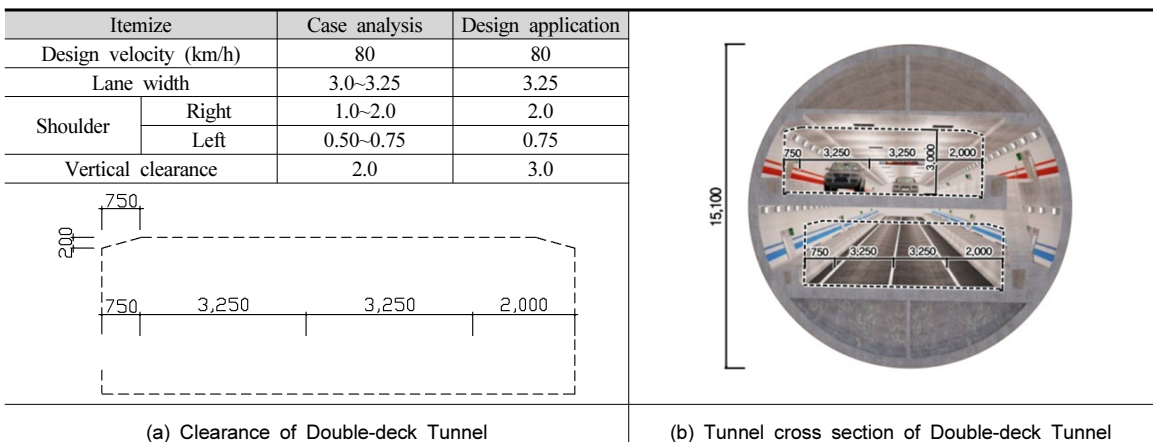 Itemize Case analysis Design application
Design velocity (km/h) 80 80
Lane width 3.0~3.25 3.25
Shoulder Right 1.0~2.0 2.0
Left 0.50~0.75 0.75
Vertical clearance 2.0 3.0
750
200
750 3,250 3,250 2,000
(a) Clearance of Double-deck Tunnel
15,100
750 3,250 3,250 3,000 2,000
750 3,250 3,250 2,000
(b) Tunnel cross section of Double-deck Tunnel